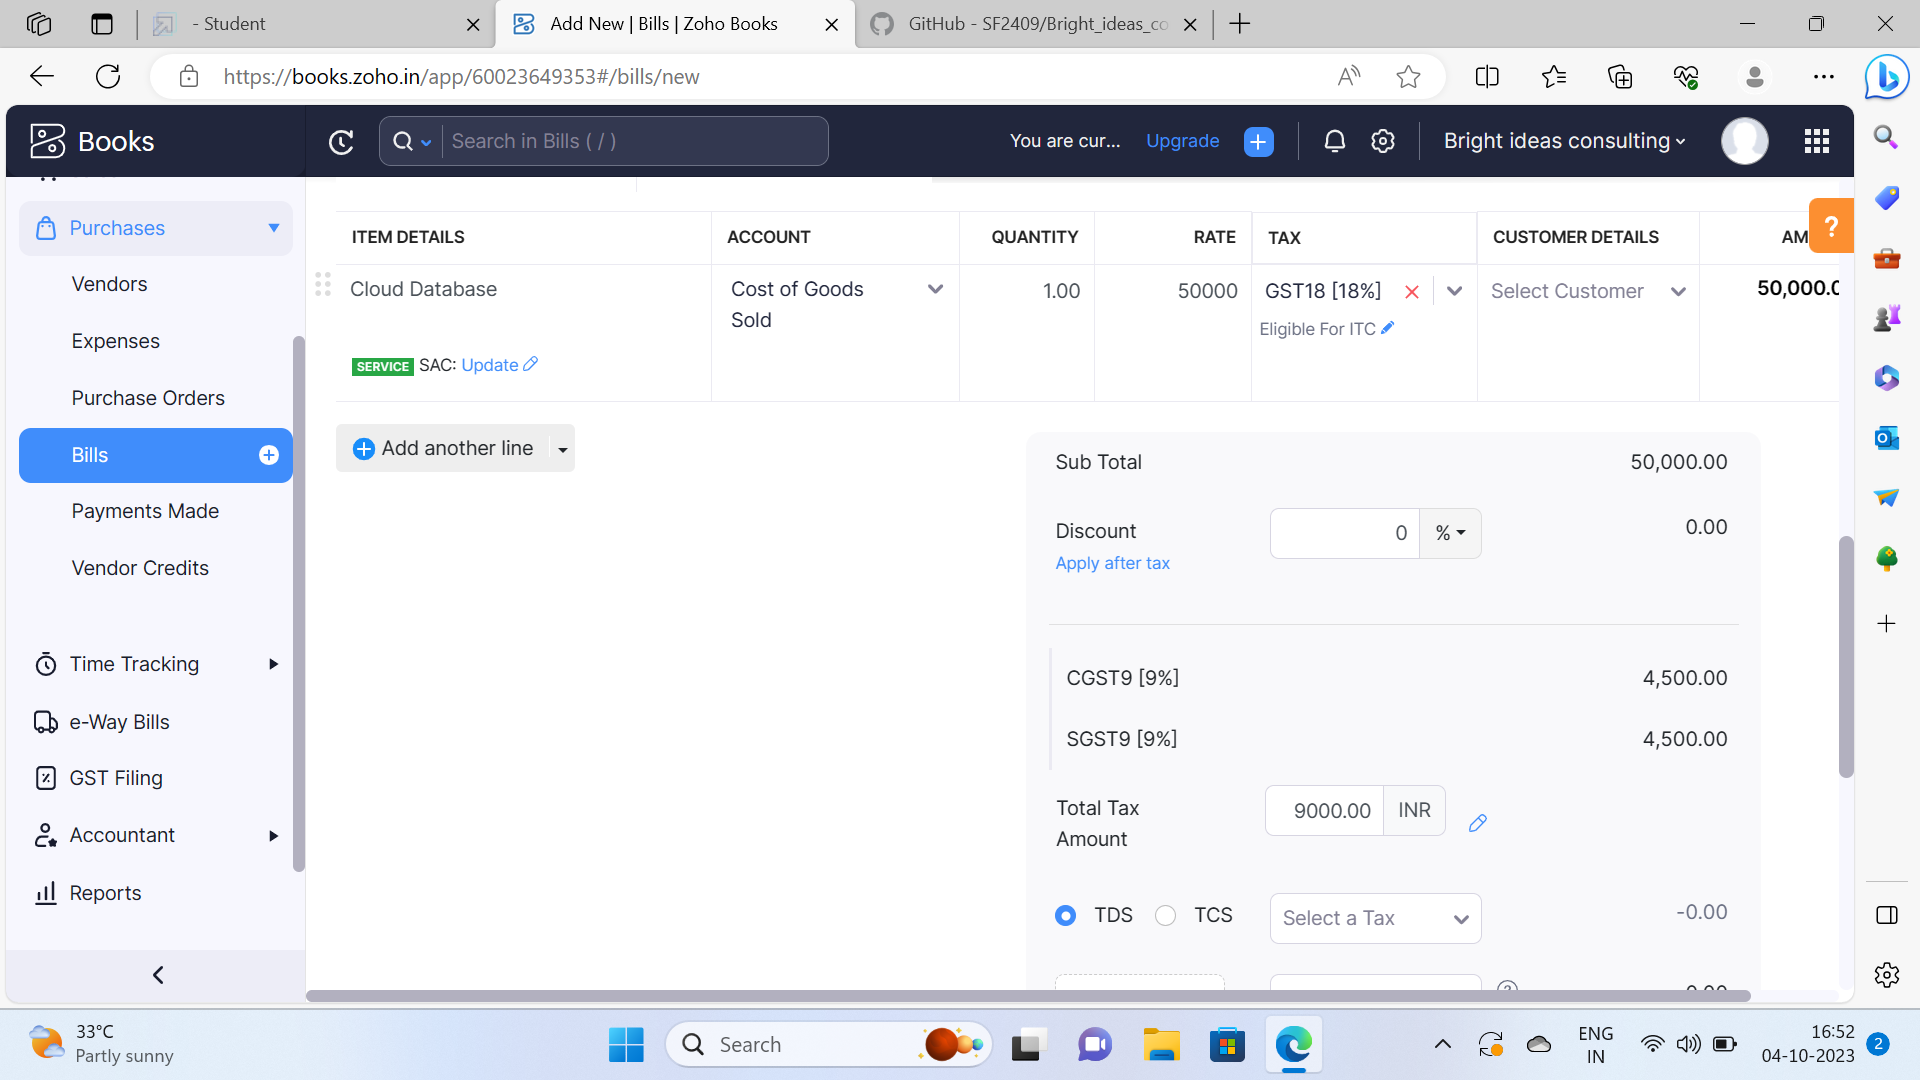 - Student
Add New | Bills | Zoho Books
GitHub - SF2409/Bright_ideas_co
https://books.zoho.in/app/60023649353#/bills/new
Books
Search in Bills ( / )
You are cur...
Upgrade
Bright ideas consulting
Purchases
Vendors
Expenses
Purchase Orders
Bills
Payments Made
Vendor Credits
Time Tracking
e-Way Bills
GST Filing
Accountant
Reports
ITEM DETAILS ACCOUNT QUANTITY RATE TAX CUSTOMER DETAILS AM
?
Cloud Database
Cost of Goods
Sold
1.00
50000
GST18 [18%]
Eligible For ITC
Select Customer
50,000.0
SERVICE SAC: Update
Add another line
Sub Total 50,000.00
Discount 0 % 0.00
Apply after tax
CGST9 [9%] 4,500.00
SGST9 [9%] 4,500.00
Total Tax
Amount
9000.00 INR
TDS TCS Select a Tax -0.00
33°C
Partly sunny
Search
ENG
IN
16:52
04-10-2023
2